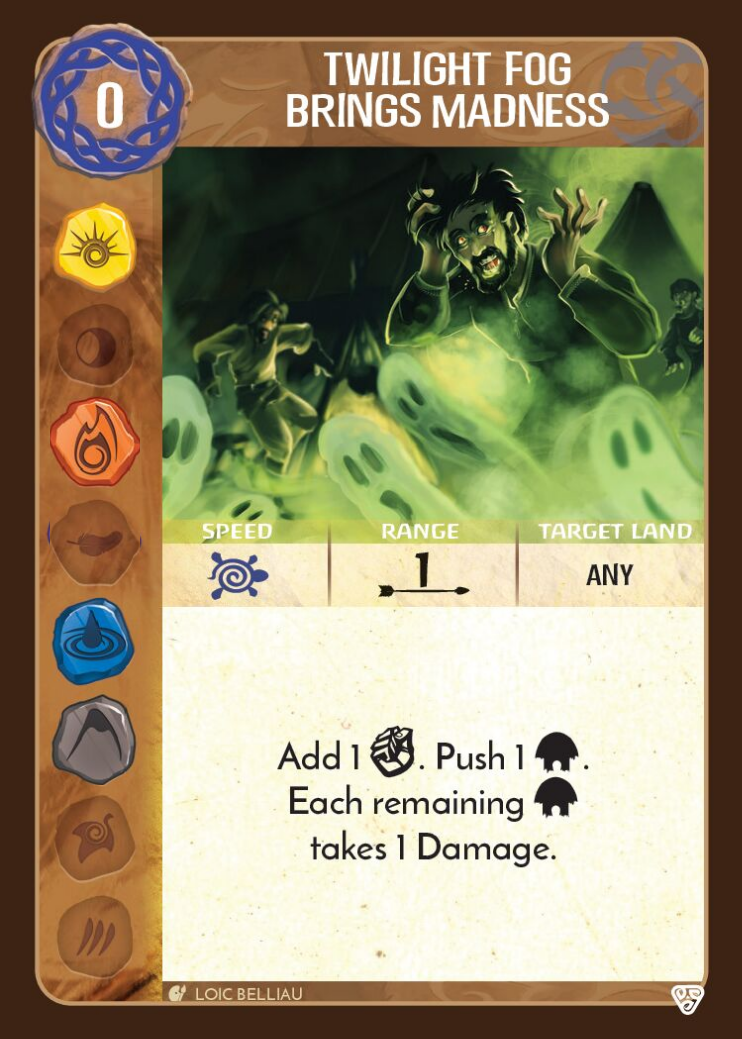 0
TWILIGHT FOG
BRINGS MADNESS
SPEED RANGE TARGET LAND
1 ANY
Add 1 . Push 1 .
Each remaining
takes 1 Damage.
LOIC BELLIAU